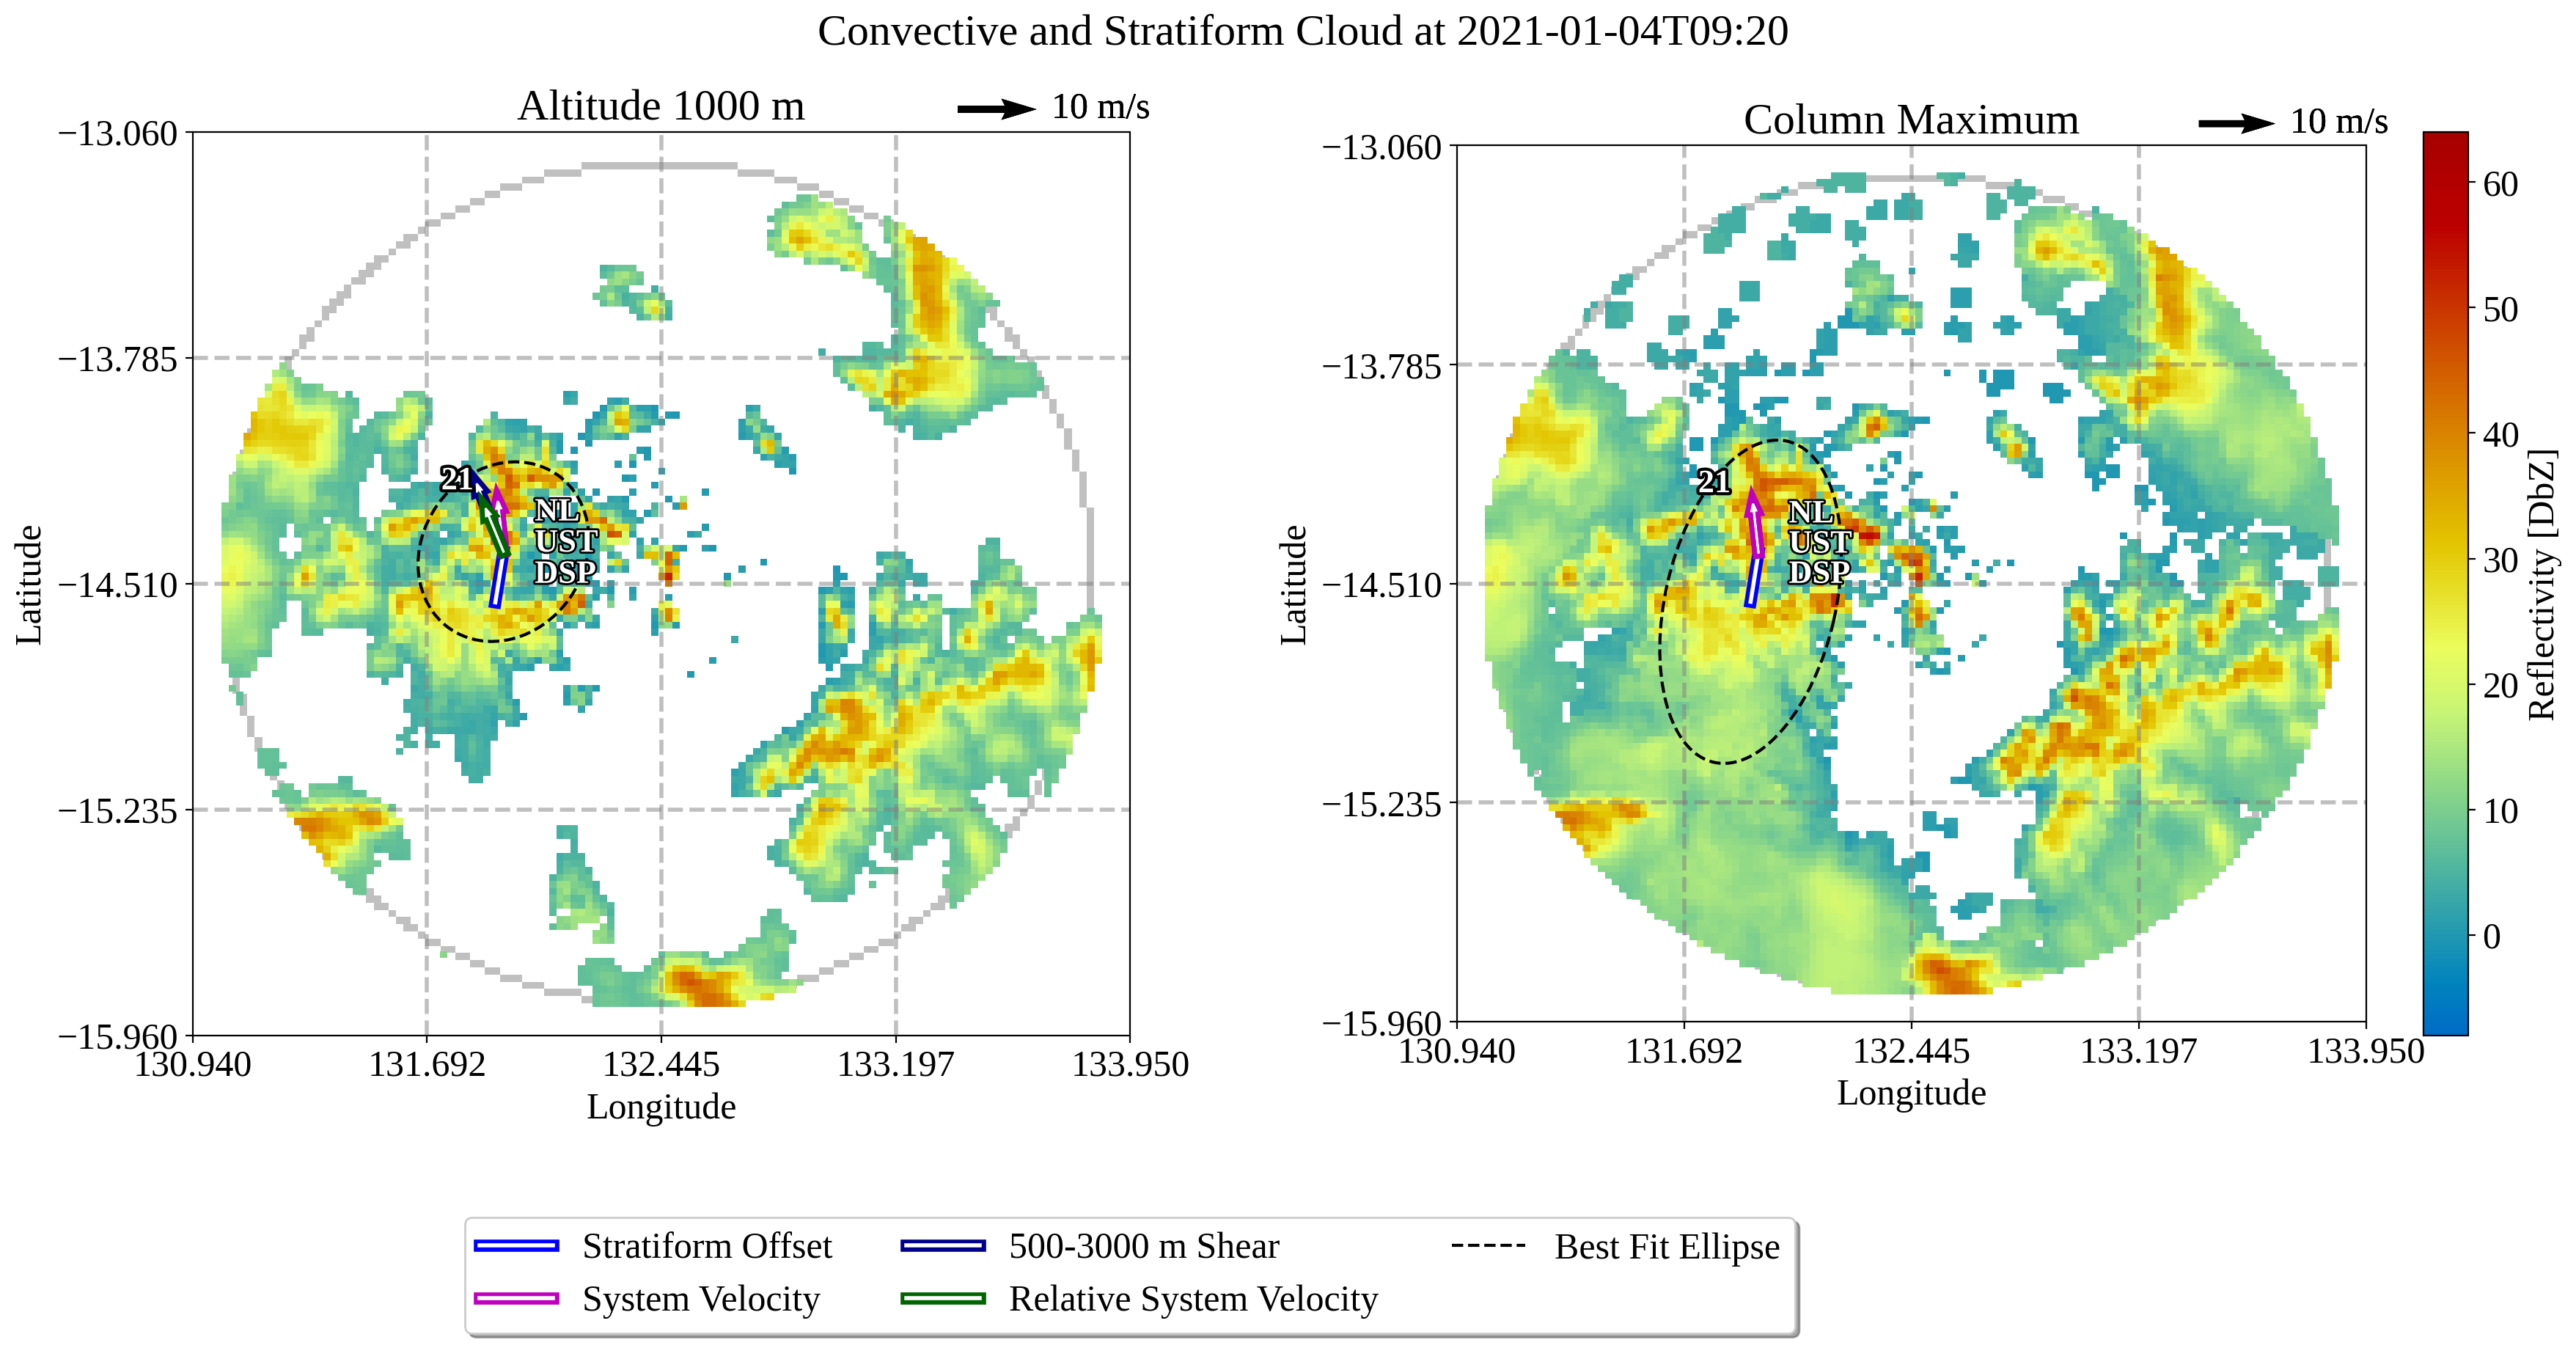 Convective and Stratiform Cloud at 2021-01-04T09:20
Altitude 1000 m
10 m/s
−13.060
−13.785
−14.510
−15.235
−15.960
Latitude
130.940
131.692
132.445
133.197
133.950
Longitude
21
NL
UST
DSP
Column Maximum
10 m/s
−13.060
−13.785
−14.510
−15.235
−15.960
Latitude
130.940
131.692
132.445
133.197
133.950
Longitude
21
NL
UST
DSP
60
50
40
30
20
10
0
Reflectivity [DbZ]
Stratiform Offset
System Velocity
500-3000 m Shear
Relative System Velocity
Best Fit Ellipse